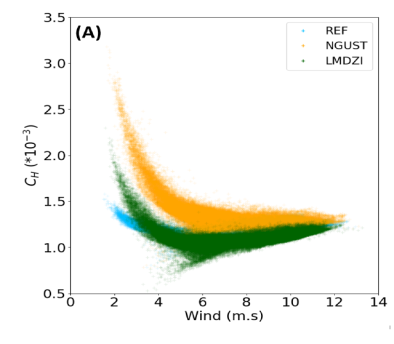 (A)
REF
NGUST
LMDZI
3.5
3.0
2.5
2.0
1.5
1.0
0.5
C_H (*10^{-3})
0 2 4 6 8 10 12 14
Wind (m.s)